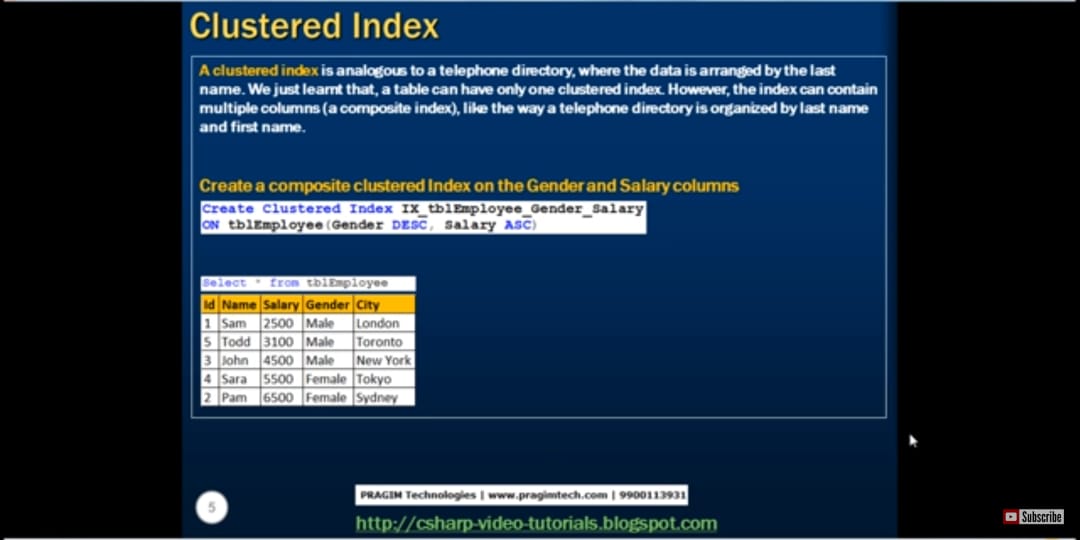 Clustered Index
A clustered index is analogous to a telephone directory, where the data is arranged by the last
name. We just learnt that, a table can have only one clustered index. However, the index can contain
multiple columns (a composite index), like the way a telephone directory is organized by last name
and first name.
Create a composite clustered Index on the Gender and Salary columns
Create Clustered Index IX_tblEmployee_Gender_Salary
ON tblEmployee(Gender DESC, Salary ASC)
Select * from tblEmployee
Id Name Salary Gender City
1 Sam 2500 Male London
5 Todd 3100 Male Toronto
3 John 4500 Male New York
4 Sara 5500 Female Tokyo
2 Pam 6500 Female Sydney
5
PRAGIM Technologies | www.pragimtech.com | 9900113931
http://csharp-video-tutorials.blogspot.com
Subscribe